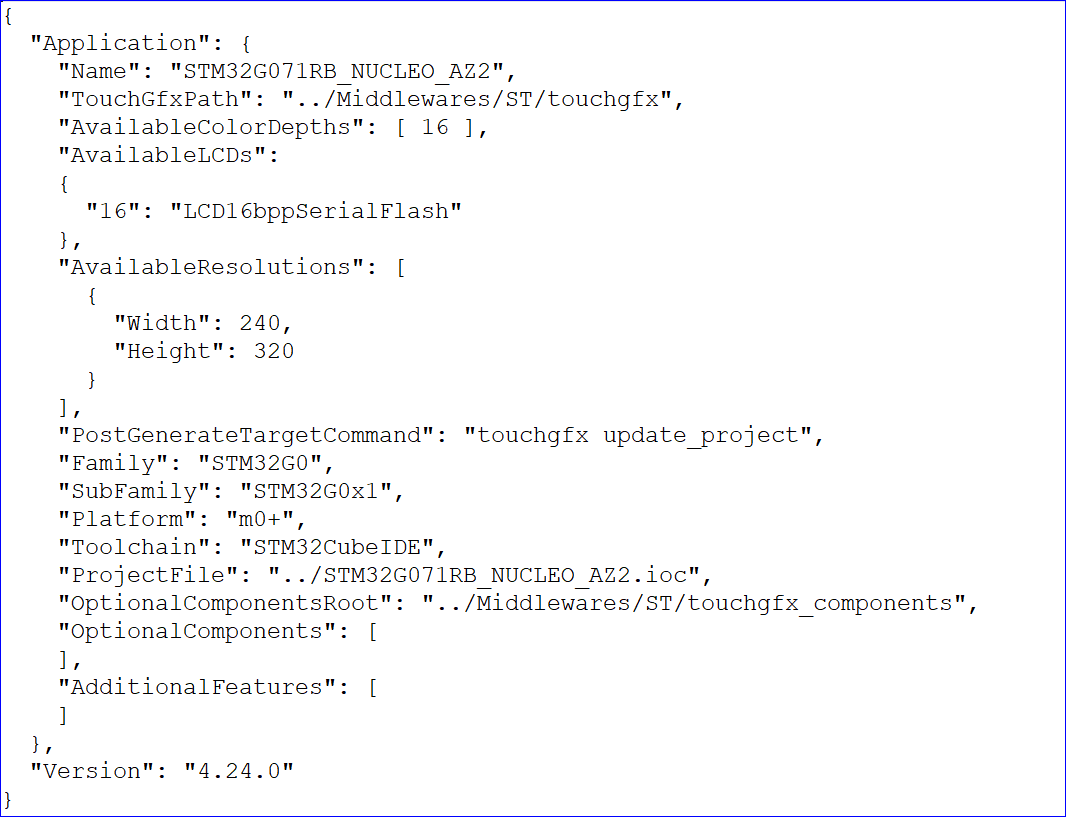 {
  "Application": {
    "Name": "STM32G071RB_NUCLEO_AZ2",
    "TouchGfxPath": "../Middlewares/ST/touchgfx",
    "AvailableColorDepths": [ 16 ],
    "AvailableLCDs":
    {
      "16": "LCD16bppSerialFlash"
    },
    "AvailableResolutions": [
      {
        "Width": 240,
        "Height": 320
      }
    ],
    "PostGenerateTargetCommand": "touchgfx update_project",
    "Family": "STM32G0",
    "SubFamily": "STM32G0x1",
    "Platform": "m0+",
    "Toolchain": "STM32CubeIDE",
    "ProjectFile": "../STM32G071RB_NUCLEO_AZ2.ioc",
    "OptionalComponentsRoot": "../Middlewares/ST/touchgfx_components",
    "OptionalComponents": [
    ],
    "AdditionalFeatures": [
    ]
  },
  "Version": "4.24.0"
}